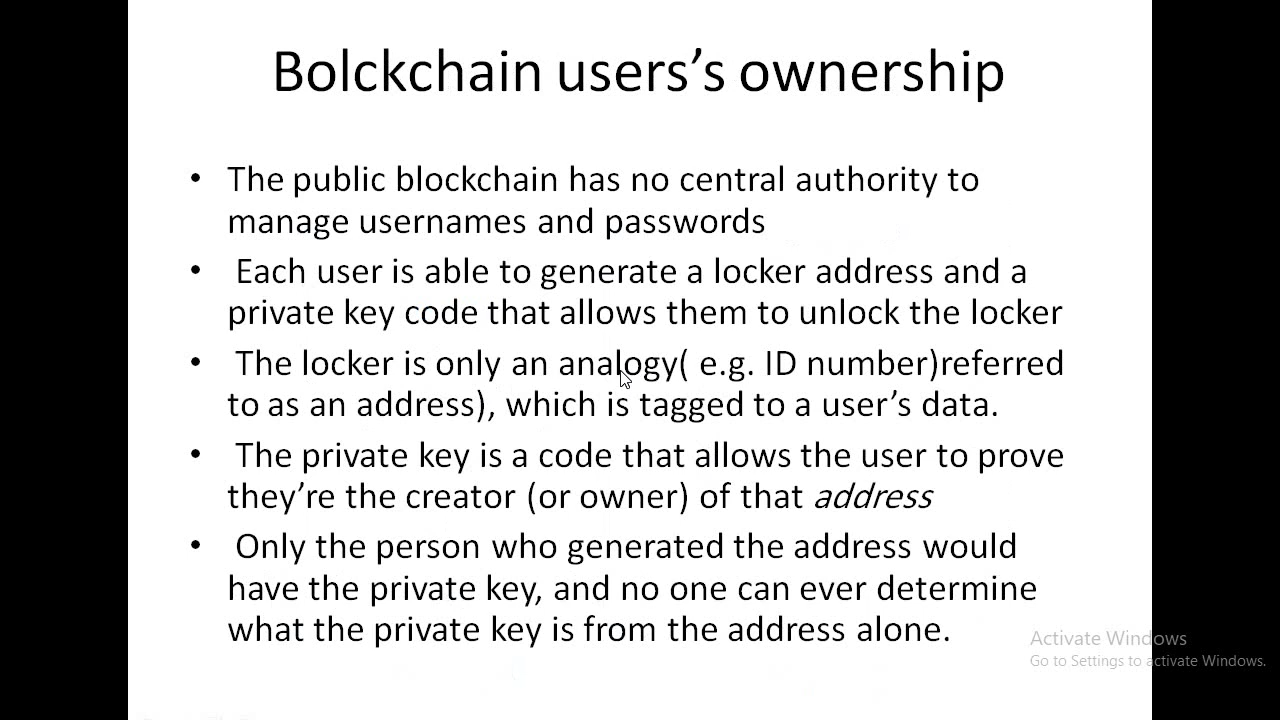 Bolckchain users’s ownership
• The public blockchain has no central authority to
manage usernames and passwords
• Each user is able to generate a locker address and a
private key code that allows them to unlock the locker
• The locker is only an analogy( e.g. ID number)referred
to as an address), which is tagged to a user’s data.
• The private key is a code that allows the user to prove
they’re the creator (or owner) of that address
• Only the person who generated the address would
have the private key, and no one can ever determine
what the private key is from the address alone.
Activate Windows
Go to Settings to activate Windows.